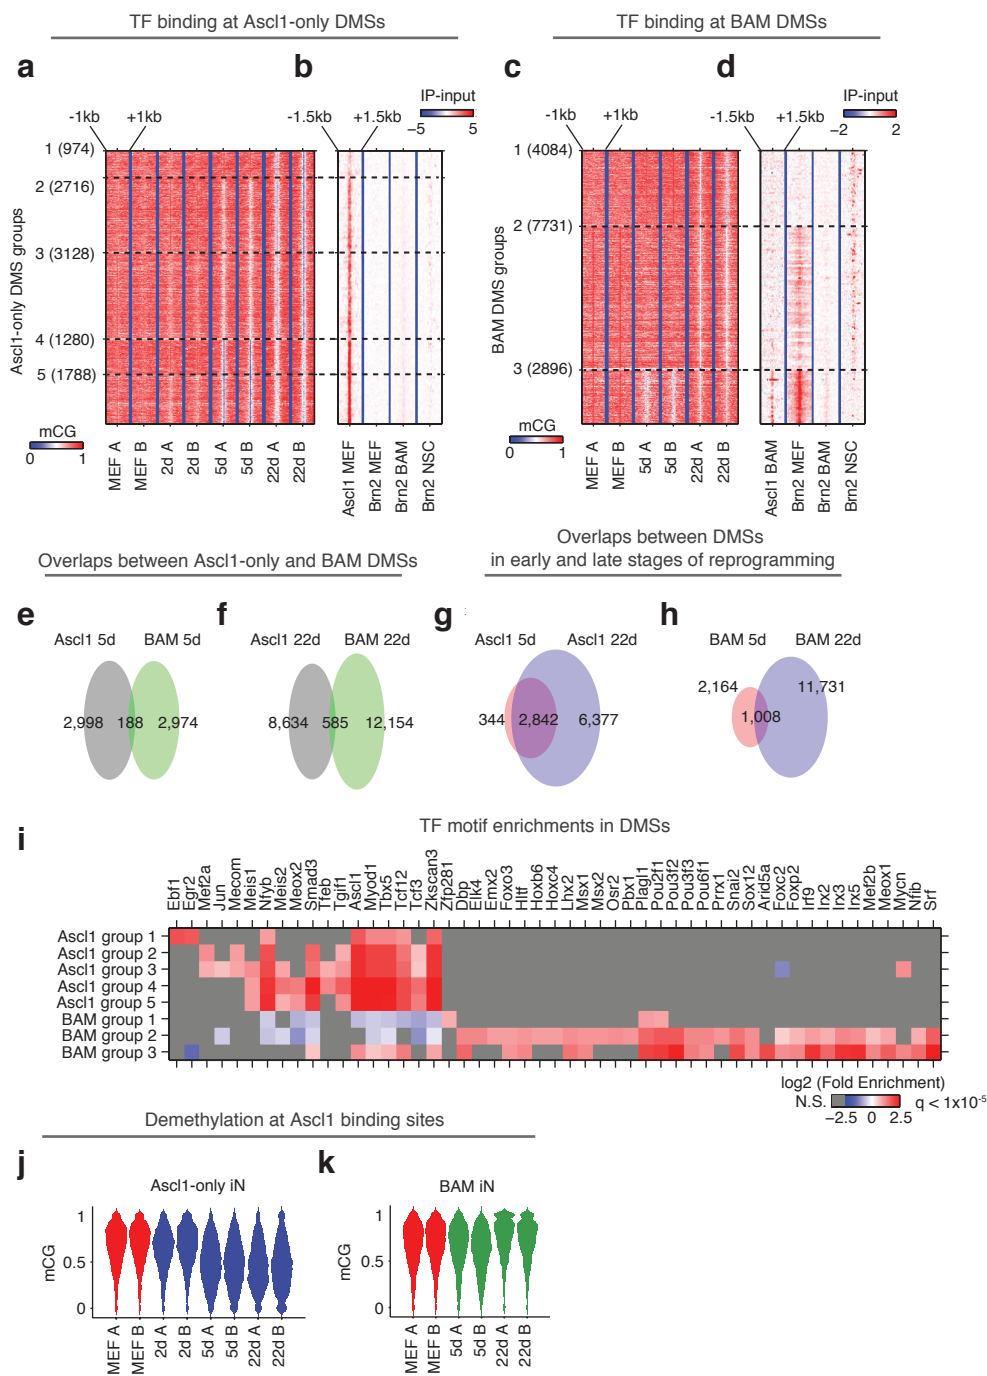 TF binding at Ascl1-only DMSs
TF binding at BAM DMSs
a
b
c
d
IP-input
−5 5
IP-input
−2 2
-1kb +1kb
-1.5kb +1.5kb
-1kb +1kb
-1.5kb +1.5kb
Ascl1-only DMS groups
1 (974)
2 (2716)
3 (3128)
4 (1280)
5 (1788)
BAM DMS groups
1 (4084)
2 (7731)
3 (2896)
mCG
0 1
mCG
0 1
MEF A
MEF B
2d A
2d B
5d A
5d B
22d A
22d B
Ascl1 MEF
Brn2 MEF
Brn2 BAM
Brn2 NSC
MEF A
MEF B
5d A
5d B
22d A
22d B
Ascl1 BAM
Brn2 MEF
Brn2 BAM
Brn2 NSC
Overlaps between Ascl1-only and BAM DMSs
Overlaps between DMSs
in early and late stages of reprogramming
e
Ascl1 5d BAM 5d
2,998 188 2,974
f
Ascl1 22d BAM 22d
8,634 585 12,154
g
Ascl1 5d Ascl1 22d
344 2,842 6,377
h
BAM 5d BAM 22d
2,164 11,731
1,008
i
TF motif enrichments in DMSs
Ebf1
Egr2
Mef2a
Jun
Mecom
Meis1
Nfyb
Meis2
Meox2
Smad3
Tfeb
Tgif1
Ascl1
Myod1
Tbx5
Tcf12
Tcf3
Zkscan3
Zfp281
Dbp
Elk4
Emx2
Foxo3
Hlf
Hoxb6
Hoxc4
Lhx2
Msx1
Msx2
Osr2
Pbx1
Plagl1
Pou2f1
Pou3f2
Pou3f3
Pou6f1
Prrx1
Snai2
Sox12
Arid5a
Foxc2
Foxp2
Irf9
Irx2
Irx3
Irx5
Mef2b
Meox1
Mycn
Nfib
Srf
Ascl1 group 1
Ascl1 group 2
Ascl1 group 3
Ascl1 group 4
Ascl1 group 5
BAM group 1
BAM group 2
BAM group 3
log2 (Fold Enrichment)
N.S. q < 1x10⁻⁵
−2.5 0 2.5
Demethylation at Ascl1 binding sites
j
Ascl1-only iN
mCG
1
0.5
0
MEF A
MEF B
2d A
2d B
5d A
5d B
22d A
22d B
k
BAM iN
mCG
1
0.5
0
MEF A
MEF B
5d A
5d B
22d A
22d B